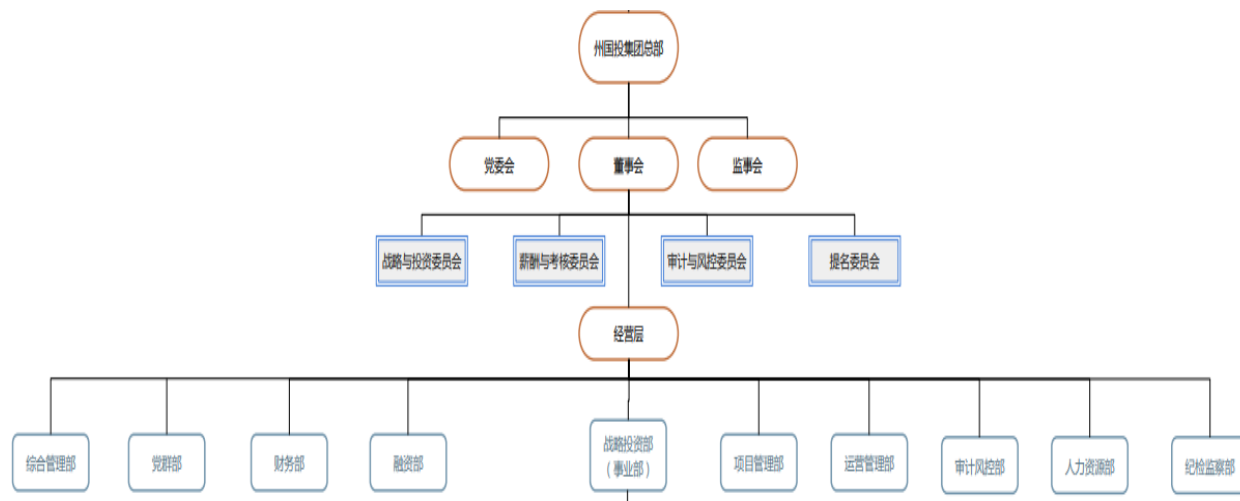 州国投集团总部
党委会
董事会
监事会
战略与投资委员会
薪酬与考核委员会
审计与风控委员会
提名委员会
经营层
综合管理部
党群部
财务部
融资部
战略投资部
（事业部）
项目管理部
运营管理部
审计风控部
人力资源部
纪检监察部